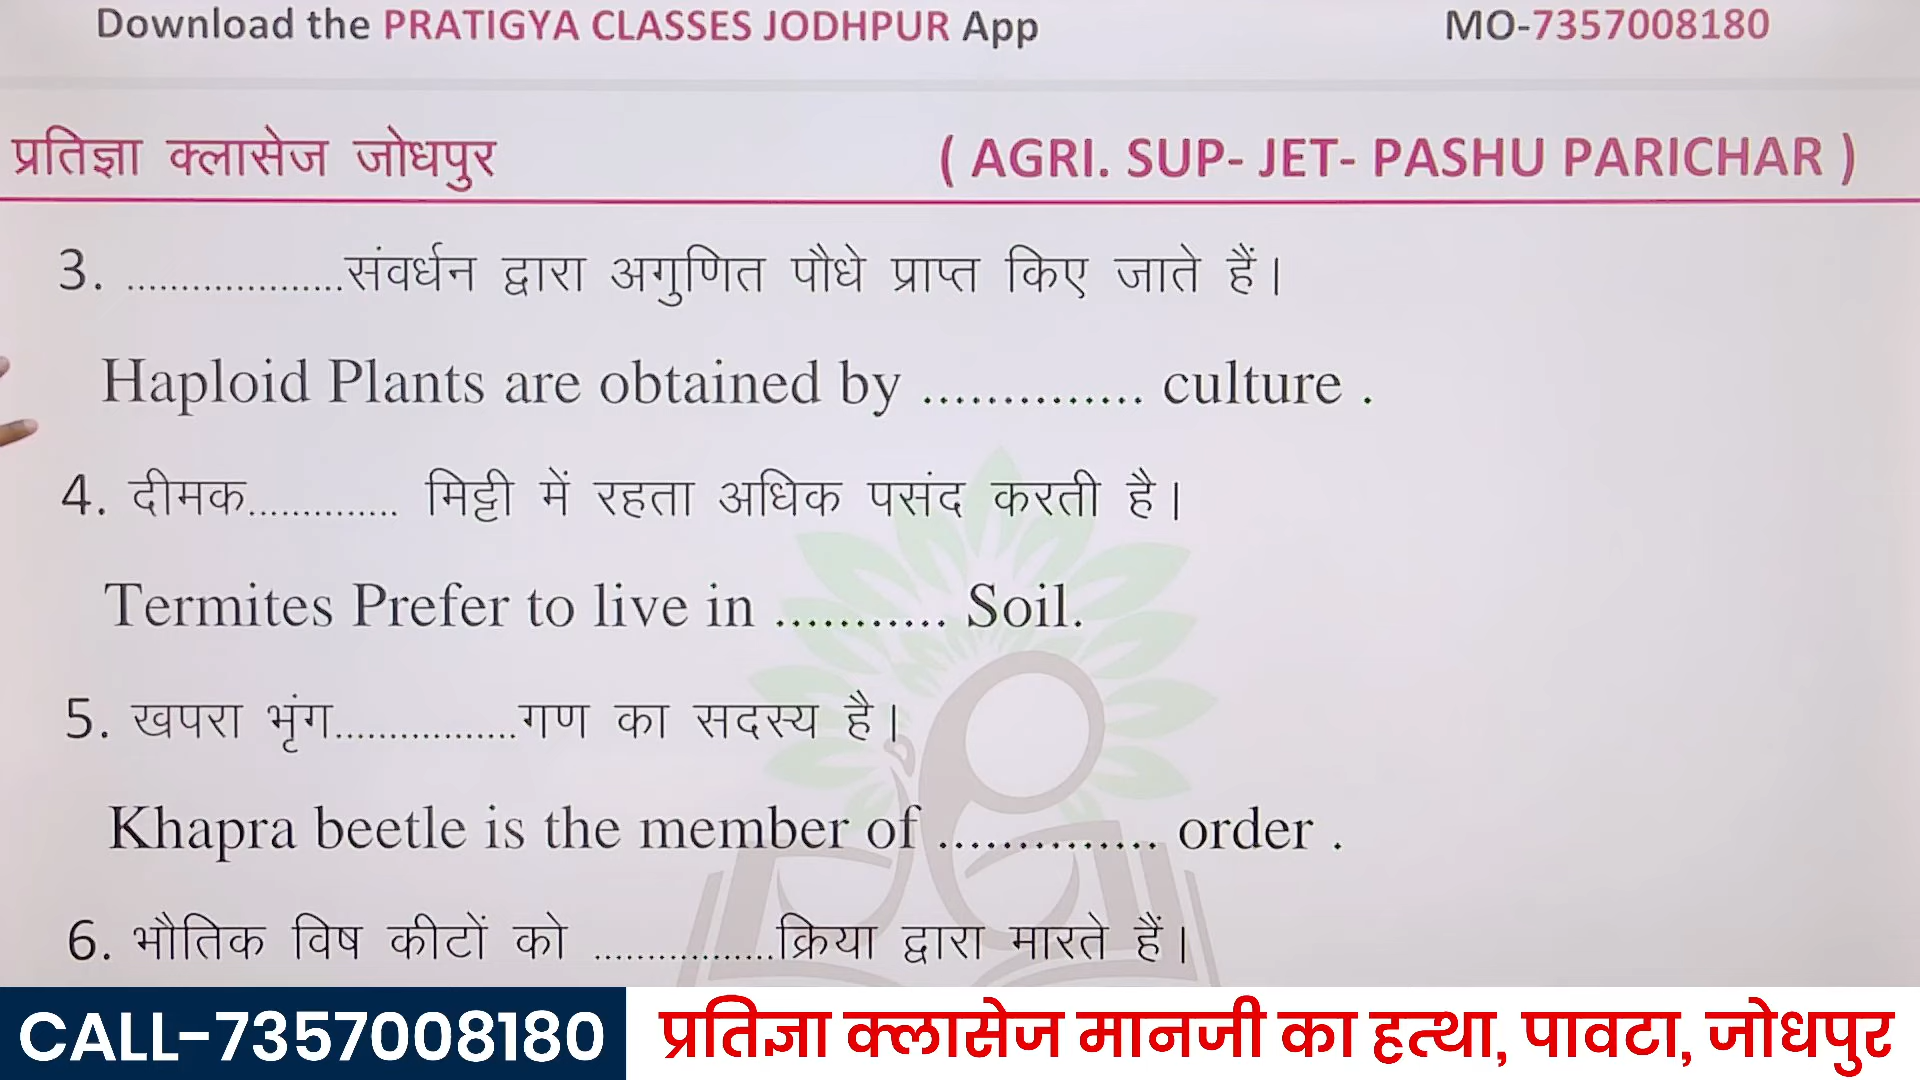 Download the PRATIGYA CLASSES JODHPUR App MO-7357008180
प्रतिज्ञा क्लासेज जोधपुर ( AGRI. SUP- JET- PASHU PARICHAR )
3. ....................संवर्धन द्वारा अगुणित पौधे प्राप्त किए जाते हैं।
Haploid Plants are obtained by .............. culture .
4. दीमक.............. मिट्टी में रहता अधिक पसंद करती है।
Termites Prefer to live in ........... Soil.
5. खपरा भृंग.................गण का सदस्य है।
Khapra beetle is the member of .............. order .
6. भौतिक विष कीटों को .................क्रिया द्वारा मारते हैं।
CALL-7357008180 प्रतिज्ञा क्लासेज मानजी का हत्था, पावटा, जोधपुर